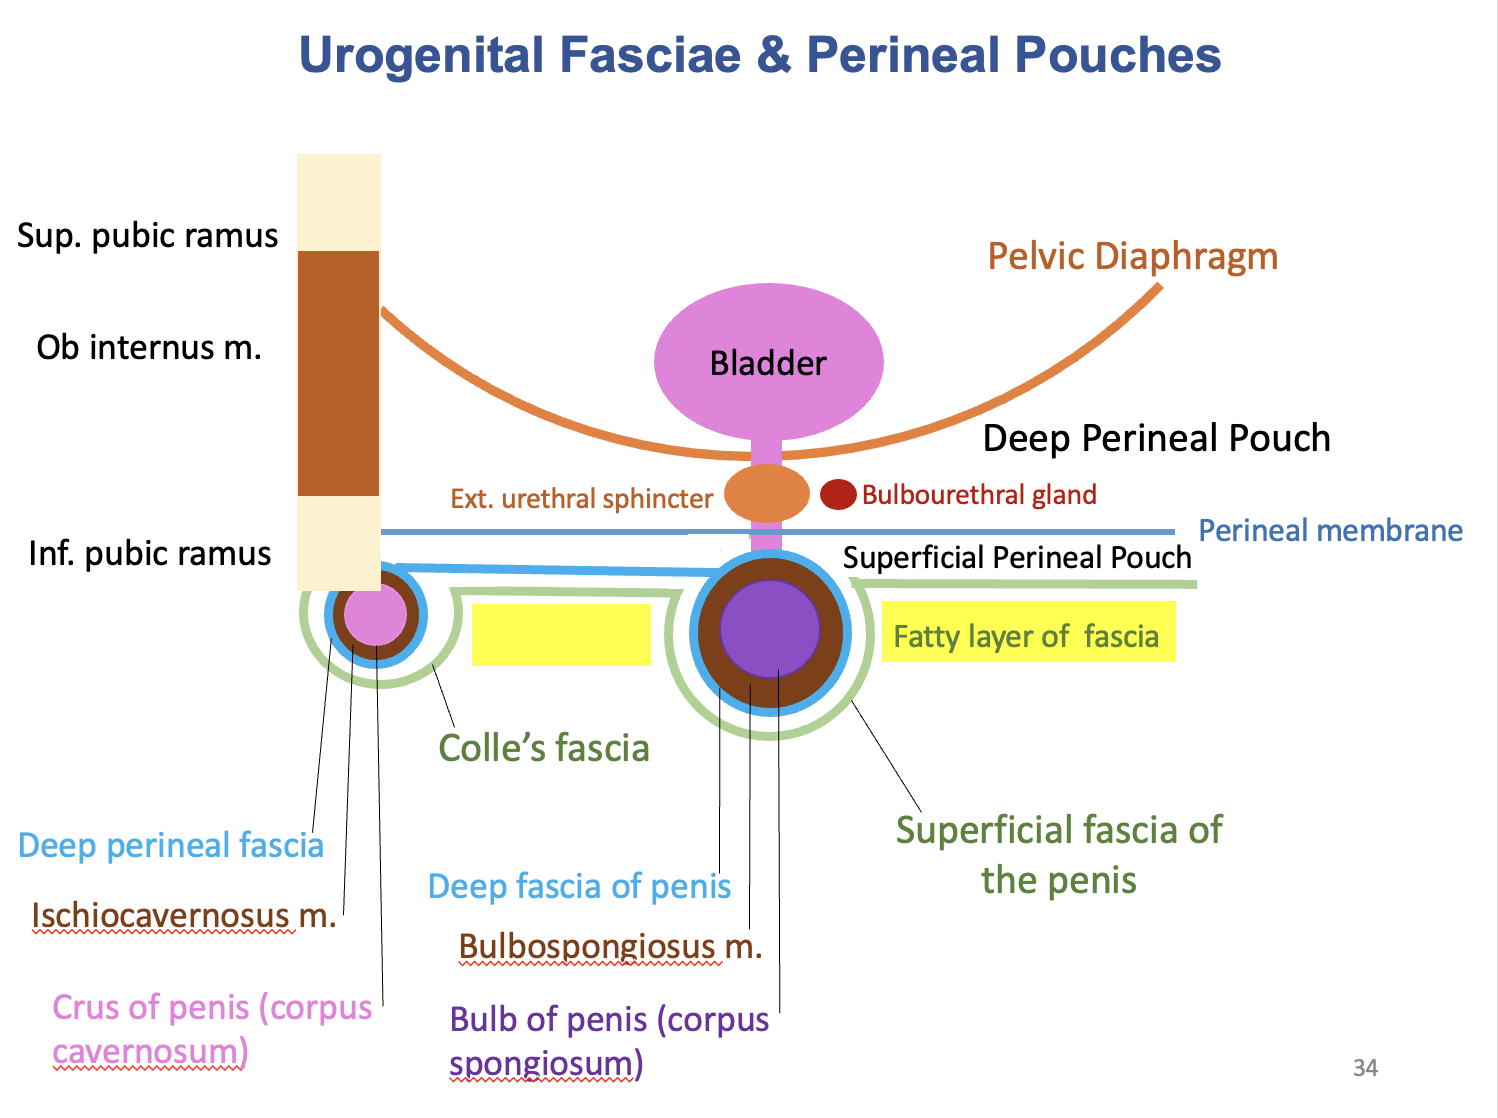 Urogenital Fasciae & Perineal Pouches
Sup. pubic ramus
Pelvic Diaphragm
Ob internus m.
Bladder
Deep Perineal Pouch
Ext. urethral sphincter
Bulbourethral gland
Perineal membrane
Inf. pubic ramus
Superficial Perineal Pouch
Fatty layer of fascia
Colle's fascia
Deep perineal fascia
Superficial fascia of
the penis
Deep fascia of penis
Ischiocavernosus m.
Bulbospongiosus m.
Crus of penis (corpus
cavernosum)
Bulb of penis (corpus
spongiosum)
34